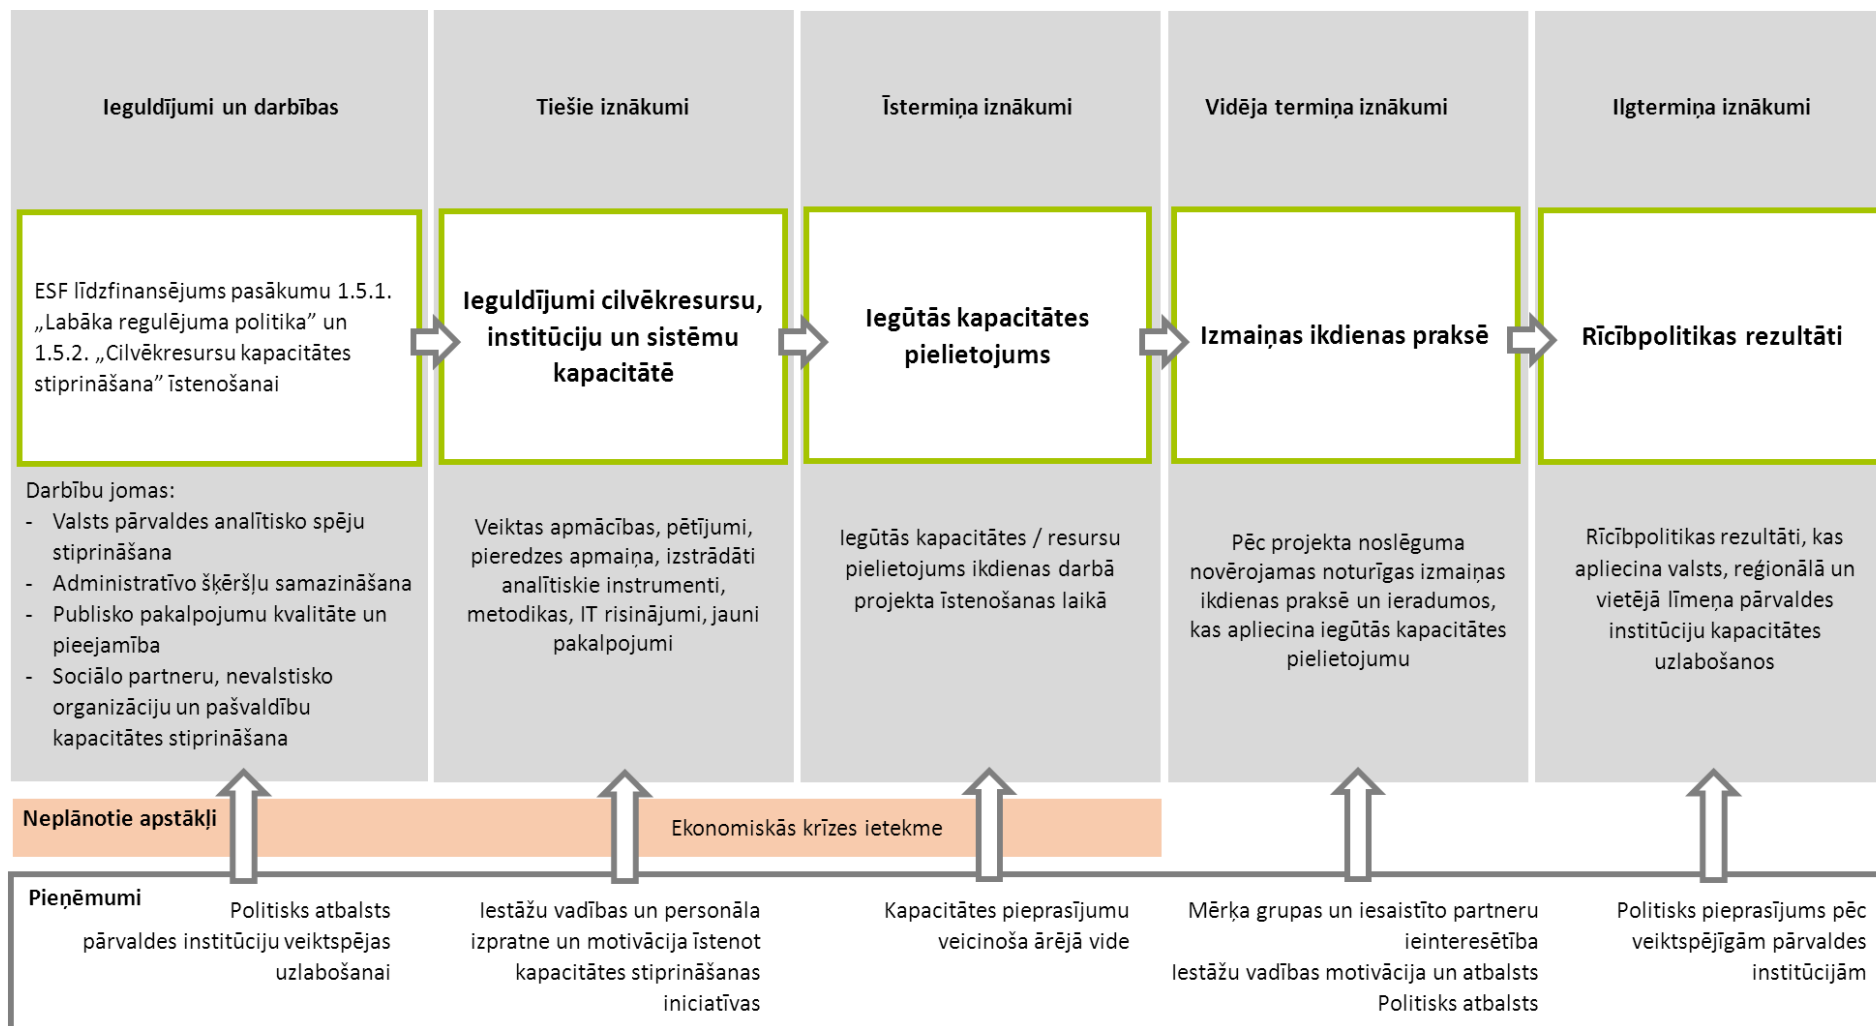 Ieguldījumi un darbības
Tiešie iznākumi
Īstermiņa iznākumi
Vidēja termiņa iznākumi
Ilgtermiņa iznākumi
ESF līdzfinansējums pasākumu 1.5.1.
„Labāka regulējuma politika” un
1.5.2. „Cilvēkresursu kapacitātes
stiprināšana” īstenošanai
Ieguldījumi cilvēkresursu,
institūciju un sistēmu
kapacitātē
Iegūtās kapacitātes
pielietojums
Izmaiņas ikdienas praksē
Rīcībpolitikas rezultāti
Darbību jomas:
- Valsts pārvaldes analītisko spēju
stiprināšana
- Administratīvo šķēršļu samazināšana
- Publisko pakalpojumu kvalitāte un
pieejamība
- Sociālo partneru, nevalstisko
organizāciju un pašvaldību
kapacitātes stiprināšana
Veiktas apmācības, pētījumi,
pieredzes apmaiņa, izstrādāti
analītiskie instrumenti,
metodikas, IT risinājumi, jauni
pakalpojumi
Iegūtās kapacitātes / resursu
pielietojums ikdienas darbā
projekta īstenošanas laikā
Pēc projekta noslēguma
novērojamas noturīgas izmaiņas
ikdienas praksē un ieradumos,
kas apliecina iegūtās kapacitātes
pielietojumu
Rīcībpolitikas rezultāti, kas
apliecina valsts, reģionālā un
vietējā līmeņa pārvaldes
institūciju kapacitātes
uzlabošanos
Neplānotie apstākļi
Ekonomiskās krīzes ietekme
Pieņēmumi
Politisks atbalsts
pārvaldes institūciju veiktspējas
uzlabošanai
Iestāžu vadības un personāla
izpratne un motivācija īstenot
kapacitātes stiprināšanas
iniciatīvas
Kapacitātes pieprasījumu
veicinoša ārējā vide
Mērķa grupas un iesaistīto partneru
ieinteresētība
Iestāžu vadības motivācija un atbalsts
Politisks atbalsts
Politisks pieprasījums pēc
veiktspējīgām pārvaldes
institūcijām